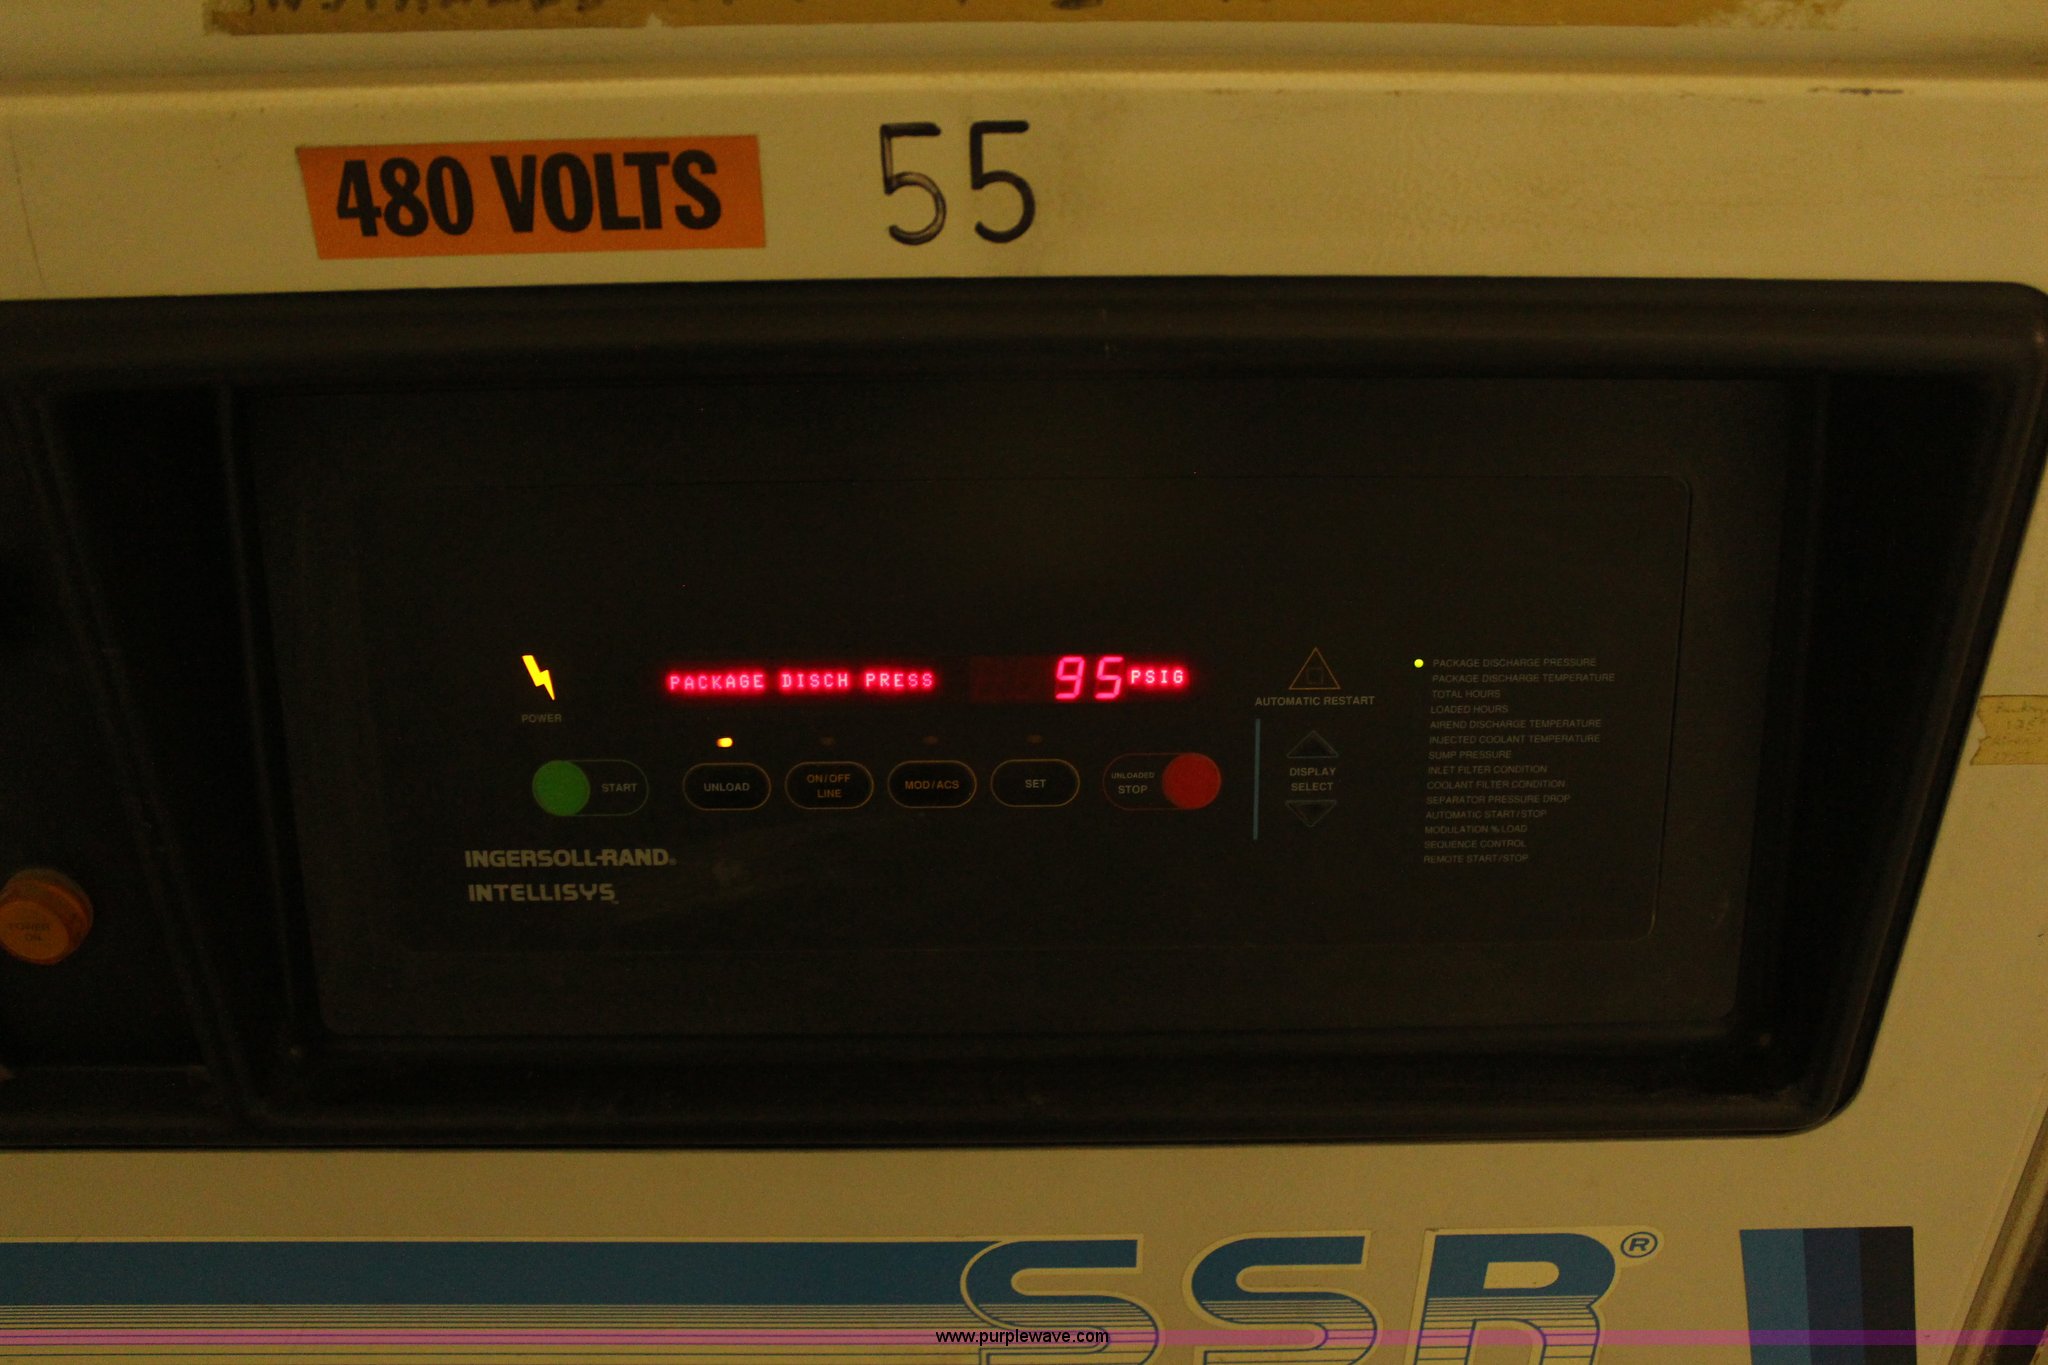 480 VOLTS
55
PACKAGE DISCH PRESS 95 PSIG
POWER
START
UNLOAD
ON/OFF
LINE
MOD/ACS
SET
UNLOADED
STOP
AUTOMATIC RESTART
DISPLAY
SELECT
PACKAGE DISCHARGE PRESSURE
PACKAGE DISCHARGE TEMPERATURE
TOTAL HOURS
LOADED HOURS
AIREND DISCHARGE TEMPERATURE
INJECTED COOLANT TEMPERATURE
SUMP PRESSURE
INLET FILTER CONDITION
COOLANT FILTER CONDITION
SEPARATOR PRESSURE DROP
AUTOMATIC START/STOP
MODULATION % LOAD
SEQUENCE CONTROL
REMOTE START/STOP
INGERSOLL-RAND®
INTELLISYS™
POWER
ON
SSR®
www.purplewave.com